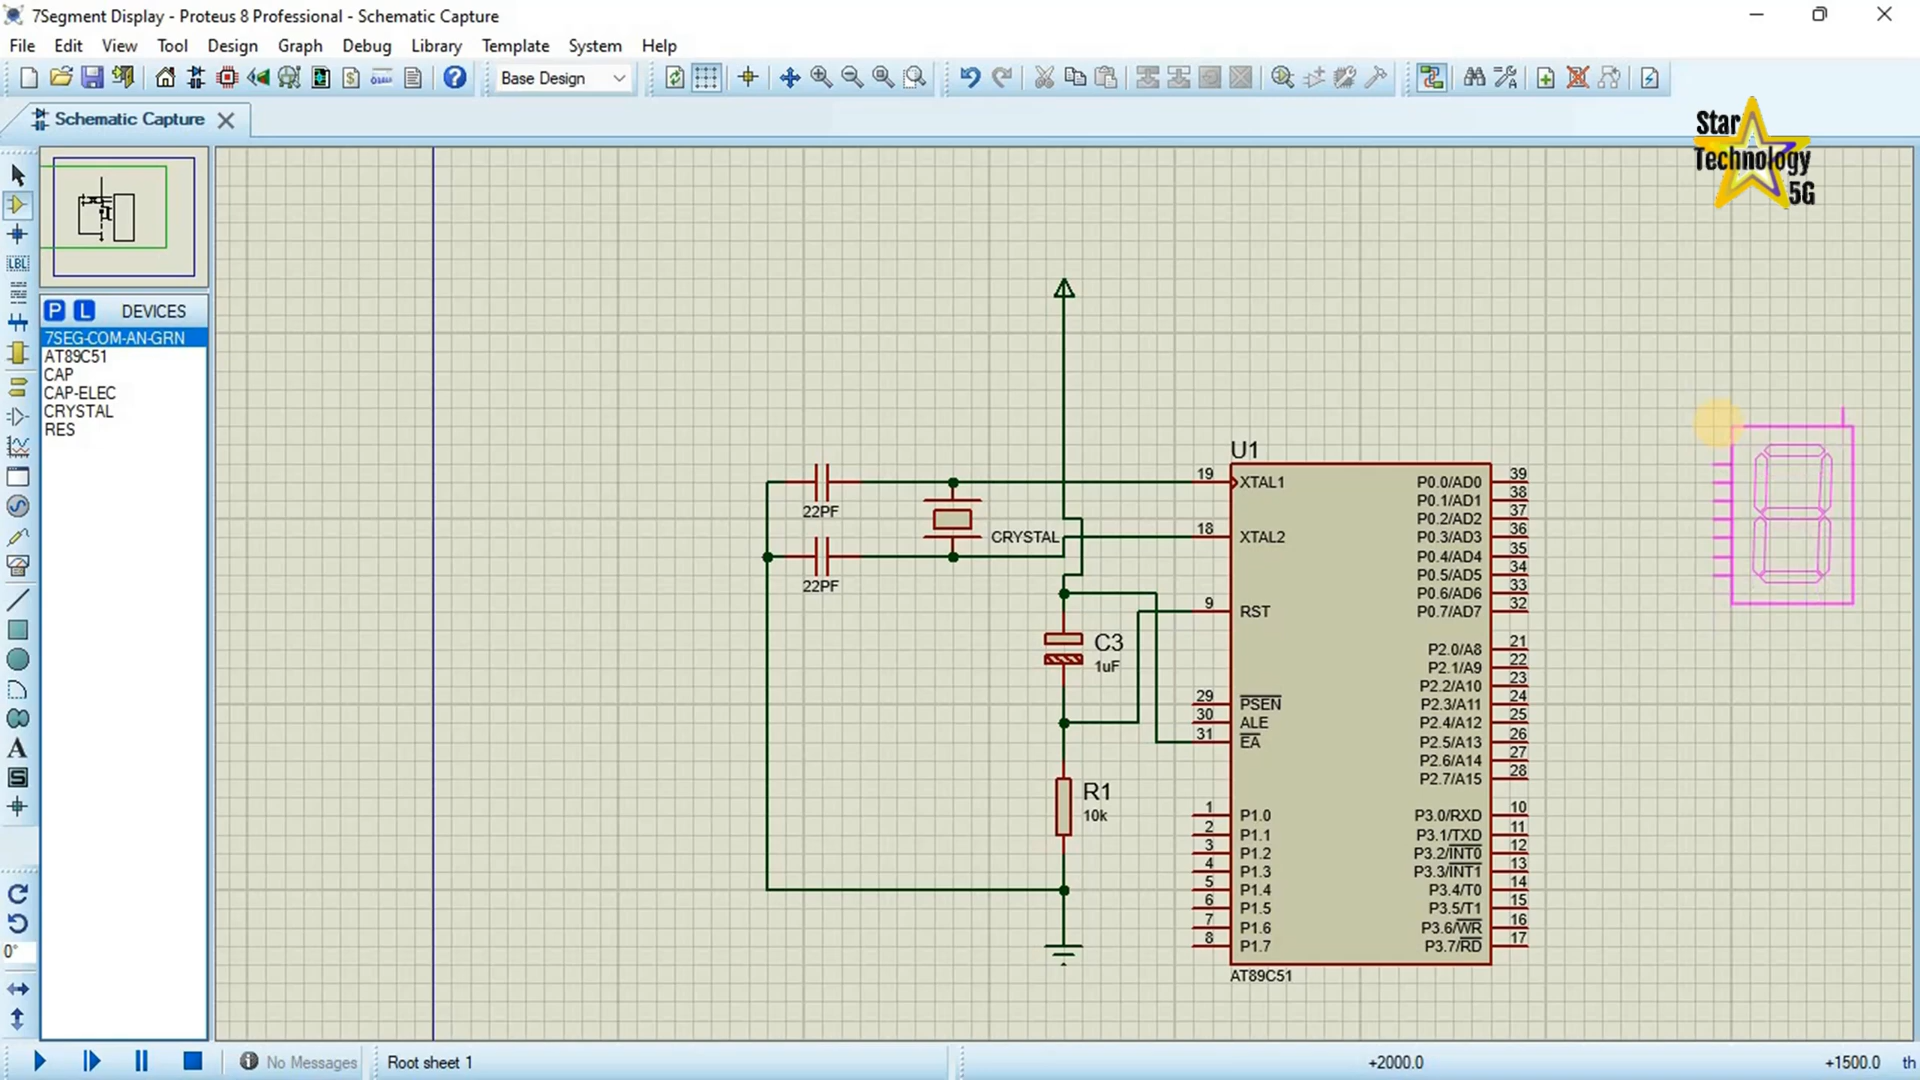 7Segment Display - Proteus 8 Professional - Schematic Capture
File Edit View Tool Design Graph Debug Library Template System Help
Base Design
Schematic Capture
Star
Technology
5G
P L DEVICES
7SEG-COM-AN-GRN
AT89C51
CAP
CAP-ELEC
CRYSTAL
RES
LBL
A
S
0°
22PF
22PF
CRYSTAL
C3
1uF
R1
10k
U1
19 XTAL1
18 XTAL2
9 RST
29 PSEN
30 ALE
31 EA
1 P1.0
2 P1.1
3 P1.2
4 P1.3
5 P1.4
6 P1.5
7 P1.6
8 P1.7
P0.0/AD0 39
P0.1/AD1 38
P0.2/AD2 37
P0.3/AD3 36
P0.4/AD4 35
P0.5/AD5 34
P0.6/AD6 33
P0.7/AD7 32
P2.0/A8 21
P2.1/A9 22
P2.2/A10 23
P2.3/A11 24
P2.4/A12 25
P2.5/A13 26
P2.6/A14 27
P2.7/A15 28
P3.0/RXD 10
P3.1/TXD 11
P3.2/INT0 12
P3.3/INT1 13
P3.4/T0 14
P3.5/T1 15
P3.6/WR 16
P3.7/RD 17
AT89C51
No Messages Root sheet 1 +2000.0 +1500.0 th